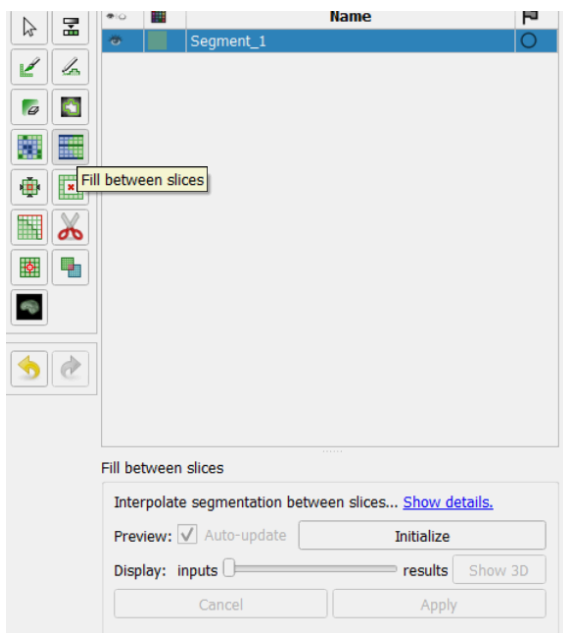 Name
Segment_1
Fill between slices
Fill between slices
Interpolate segmentation between slices... Show details.
Preview: Auto-update Initialize
Display: inputs results Show 3D
Cancel Apply